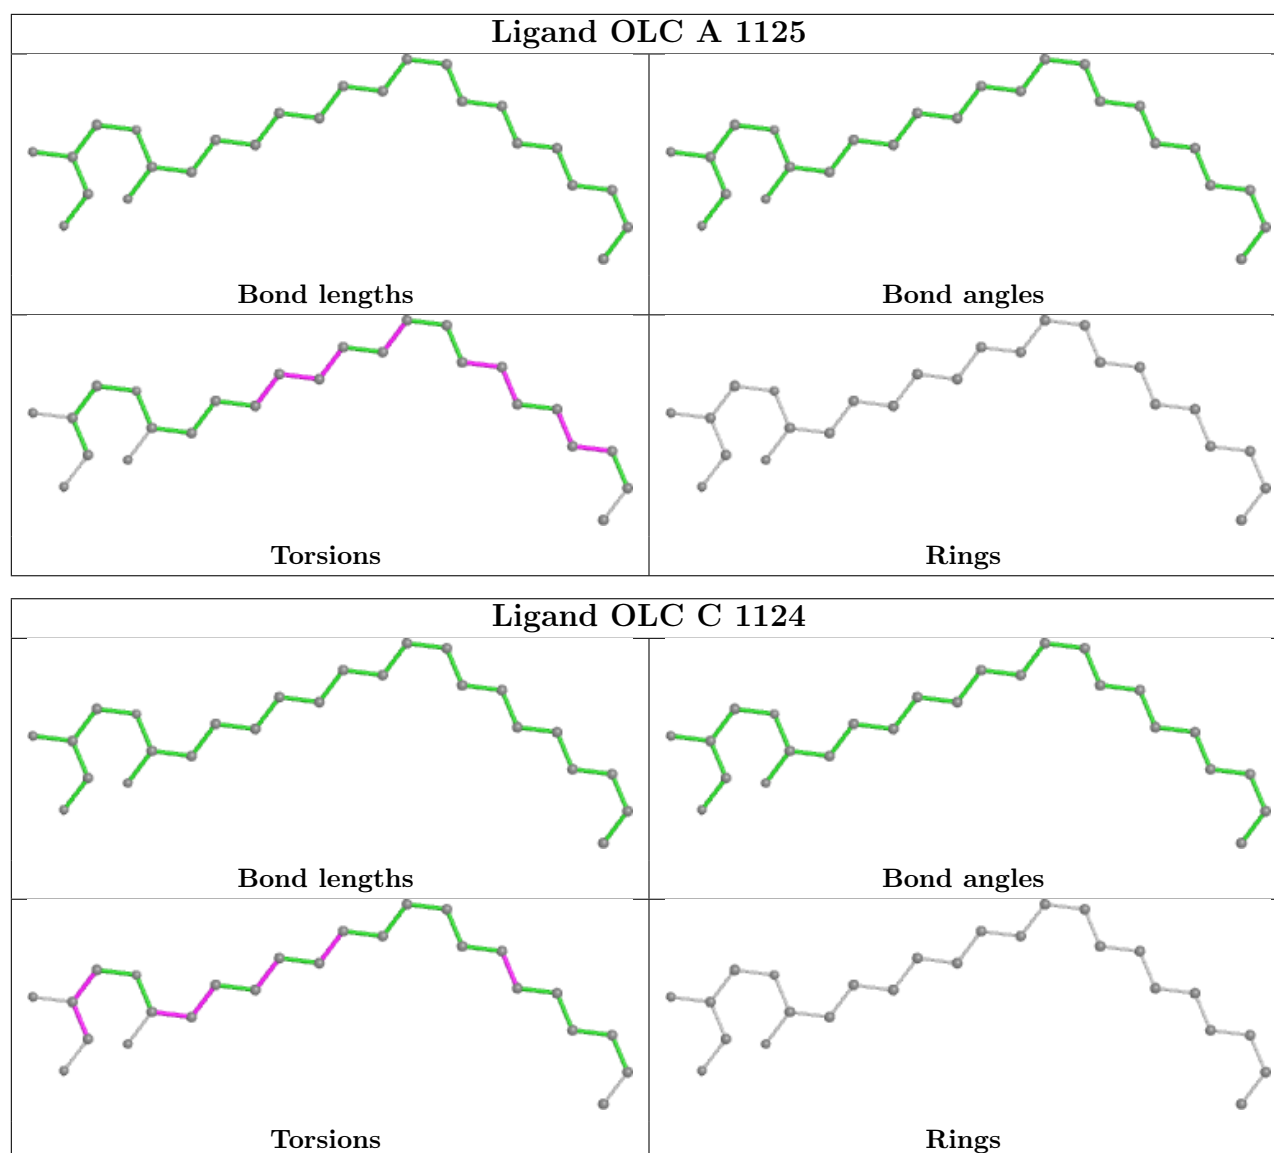 Ligand OLC A 1125
Bond lengths
Bond angles
Torsions
Rings
Ligand OLC C 1124
Bond lengths
Bond angles
Torsions
Rings